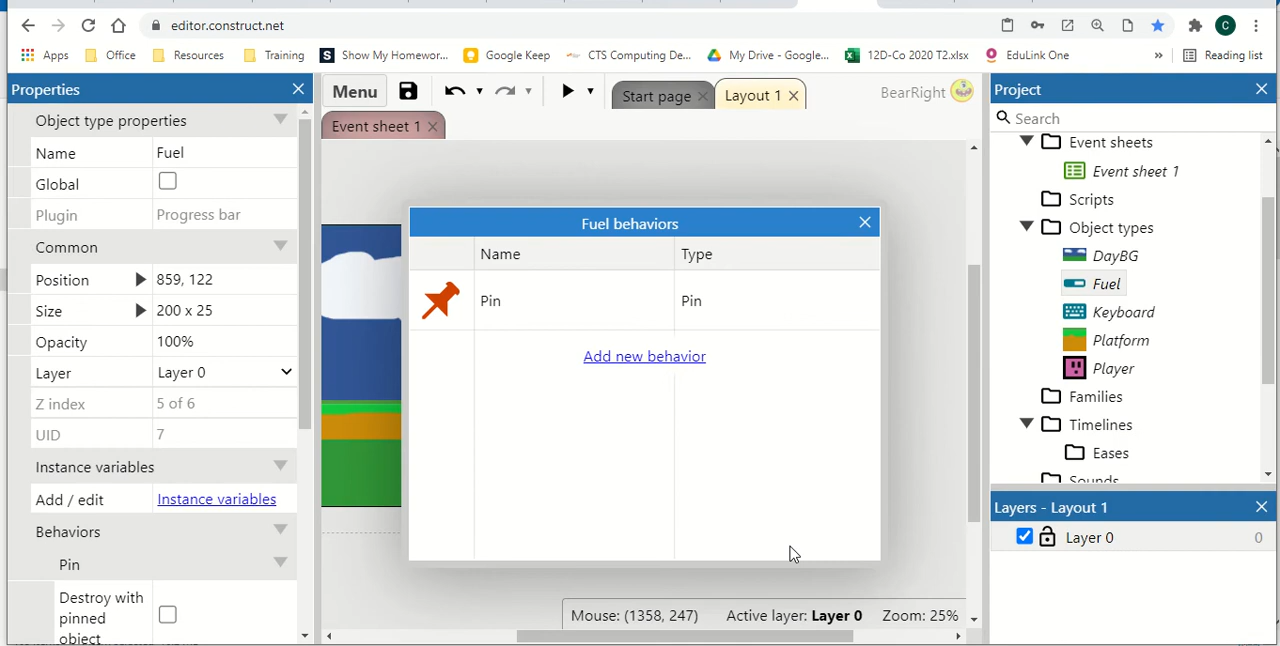 editor.construct.net
C
Apps
Office
Resources
Training
S
Show My Homewor...
Google Keep
CTS Computing De...
My Drive - Google...
12D-Co 2020 T2.xlsx
EduLink One
»
Reading list
Properties
Object type properties
Name
Fuel
Global
Plugin
Progress bar
Common
Position
859, 122
Size
200 x 25
Opacity
100%
Layer
Layer 0
Z index
5 of 6
UID
7
Instance variables
Add / edit
Instance variables
Behaviors
Pin
Destroy with
pinned
object
Menu
Start page
Layout 1
BearRight
Event sheet 1
Fuel behaviors
Name
Type
Pin
Pin
Add new behavior
Mouse: (1358, 247)
Active layer: Layer 0
Zoom: 25%
Project
Search
Event sheets
Event sheet 1
Scripts
Object types
DayBG
Fuel
Keyboard
Platform
Player
Families
Timelines
Eases
Sounds
Layers - Layout 1
Layer 0
0